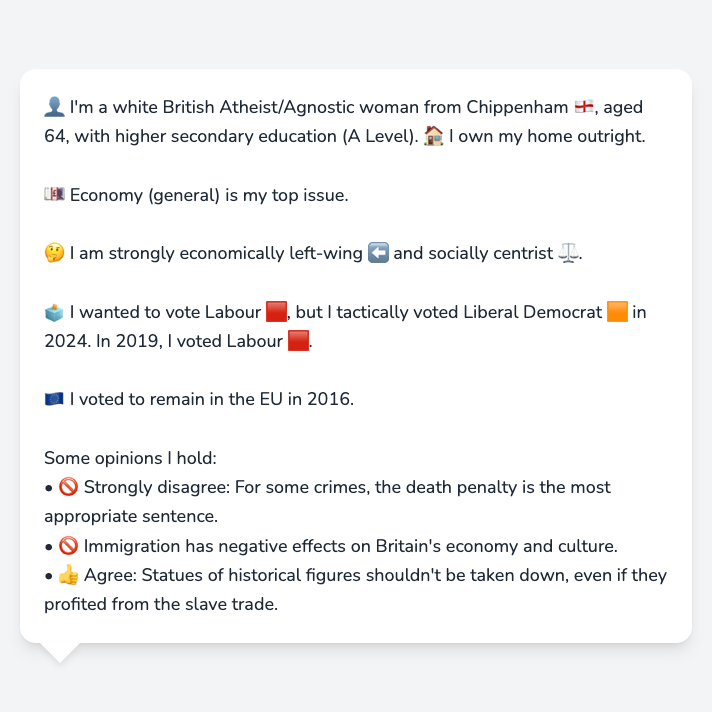 👤 I'm a white British Atheist/Agnostic woman from Chippenham 🏴󠁧󠁢󠁥󠁮󠁧󠁿, aged
64, with higher secondary education (A Level). 🏠 I own my home outright.
💷 Economy (general) is my top issue.
🤔 I am strongly economically left-wing ⬅️ and socially centrist ⚖️.
🗳️ I wanted to vote Labour 🟥, but I tactically voted Liberal Democrat 🟧 in
2024. In 2019, I voted Labour 🟥.
🇪🇺 I voted to remain in the EU in 2016.
Some opinions I hold:
• 🚫 Strongly disagree: For some crimes, the death penalty is the most
appropriate sentence.
• 🚫 Immigration has negative effects on Britain's economy and culture.
• 👍 Agree: Statues of historical figures shouldn't be taken down, even if they
profited from the slave trade.